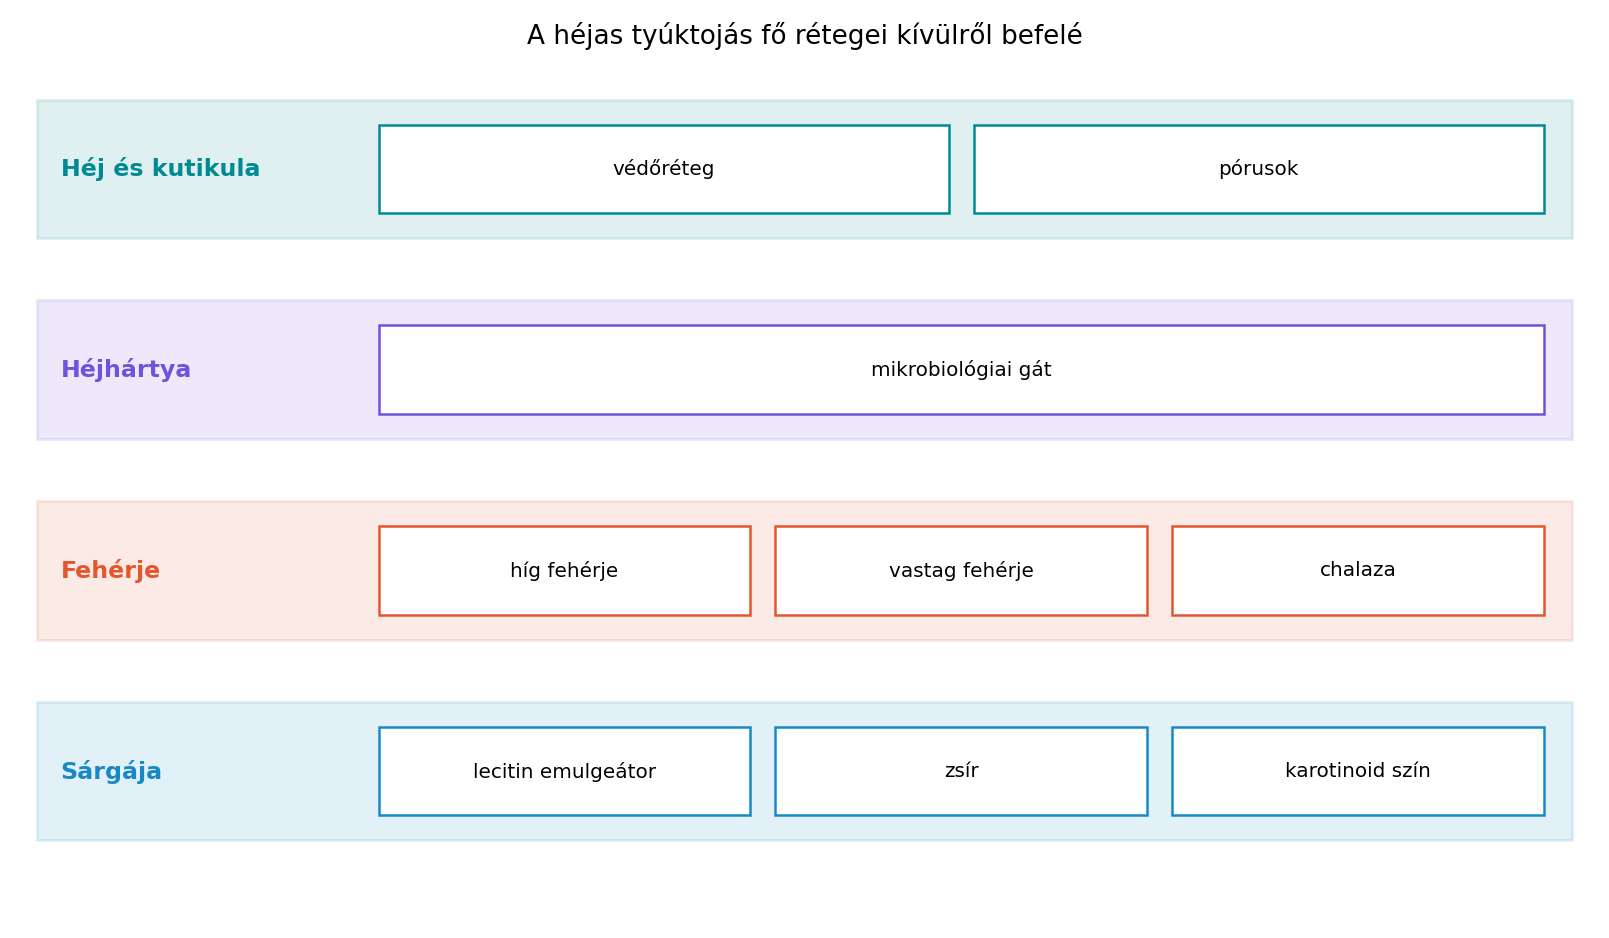 A héjas tyúktojás fő rétegei kívülről befelé
Héj és kutikula
védőréteg
pórusok
Héjhártya
mikrobiológiai gát
Fehérje
híg fehérje
vastag fehérje
chalaza
Sárgája
lecitin emulgeátor
zsír
karotinoid szín